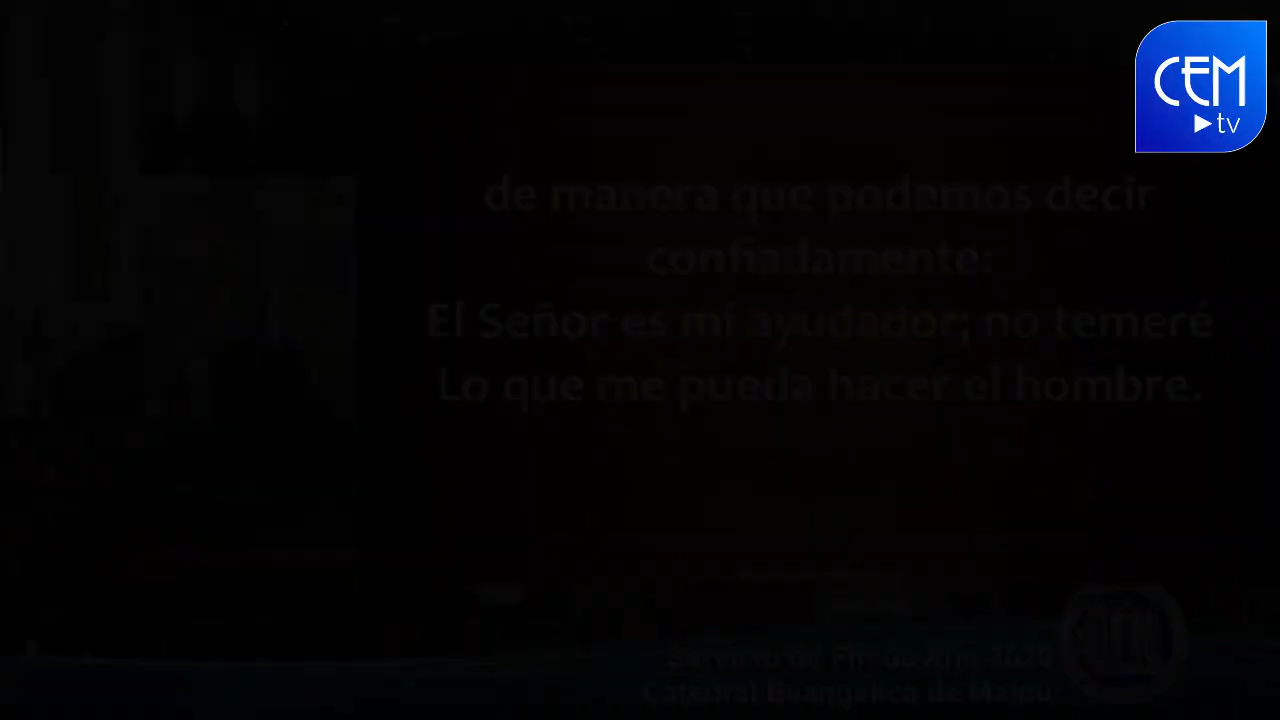 CEM
tv
de manera que podemos decir
confiadamente:
El Señor es mi ayudador; no temeré
Lo que me pueda hacer el hombre.
Servicio de Fin de Año 2020
Catedral Evangélica de Maipú